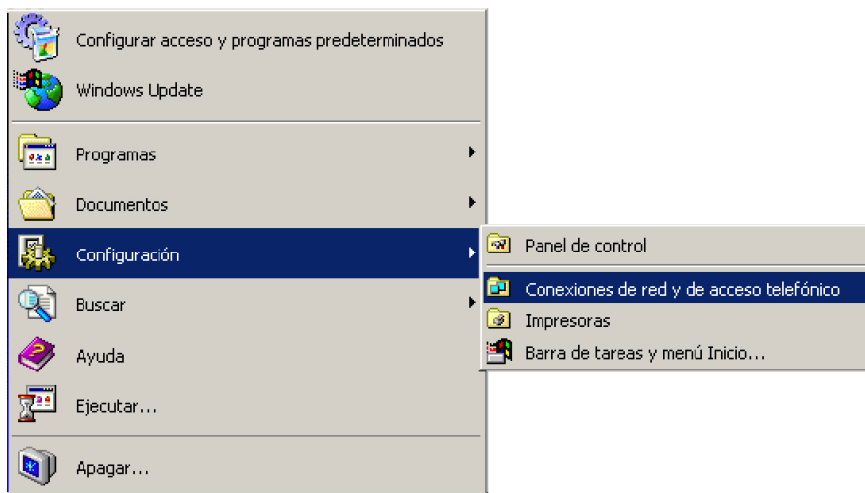 Configurar acceso y programas predeterminados
Windows Update
Programas
Documentos
Configuración
Buscar
Ayuda
Ejecutar...
Apagar...
Panel de control
Conexiones de red y de acceso telefónico
Impresoras
Barra de tareas y menú Inicio...